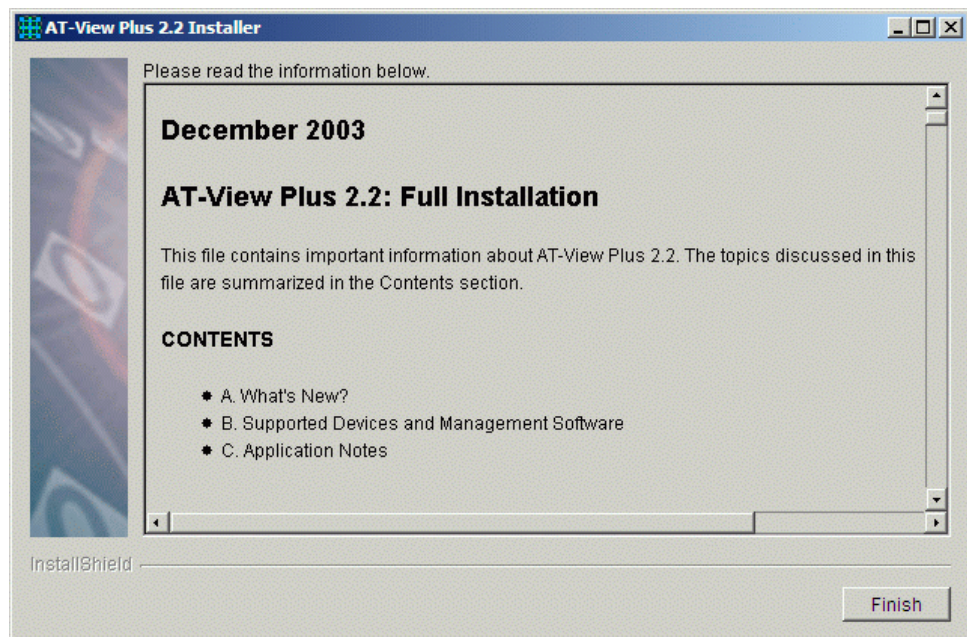 AT-View Plus 2.2 Installer
Please read the information below.
December 2003
AT-View Plus 2.2: Full Installation
This file contains important information about AT-View Plus 2.2. The topics discussed in this
file are summarized in the Contents section.
CONTENTS
A. What's New?
B. Supported Devices and Management Software
C. Application Notes
InstallShield
Finish